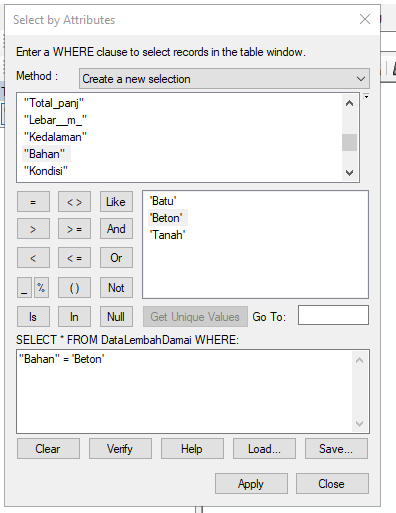 Select by Attributes
Enter a WHERE clause to select records in the table window.
Method : Create a new selection
"Total_panj"
"Lebar__m_"
"Kedalaman"
"Bahan"
"Kondisi"
= < > Like
> > = And
< < = Or
_ % ( ) Not
Is In Null
'Batu'
'Beton'
'Tanah'
Get Unique Values Go To:
SELECT * FROM DataLembahDamai WHERE:
"Bahan" = 'Beton'
Clear Verify Help Load... Save...
Apply Close